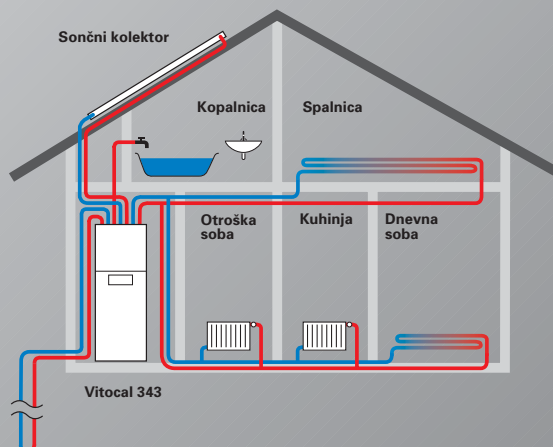 Sončni kolektor
Kopalnica
Spalnica
Otroška
soba
Kuhinja
Dnevna
soba
Vitocal 343